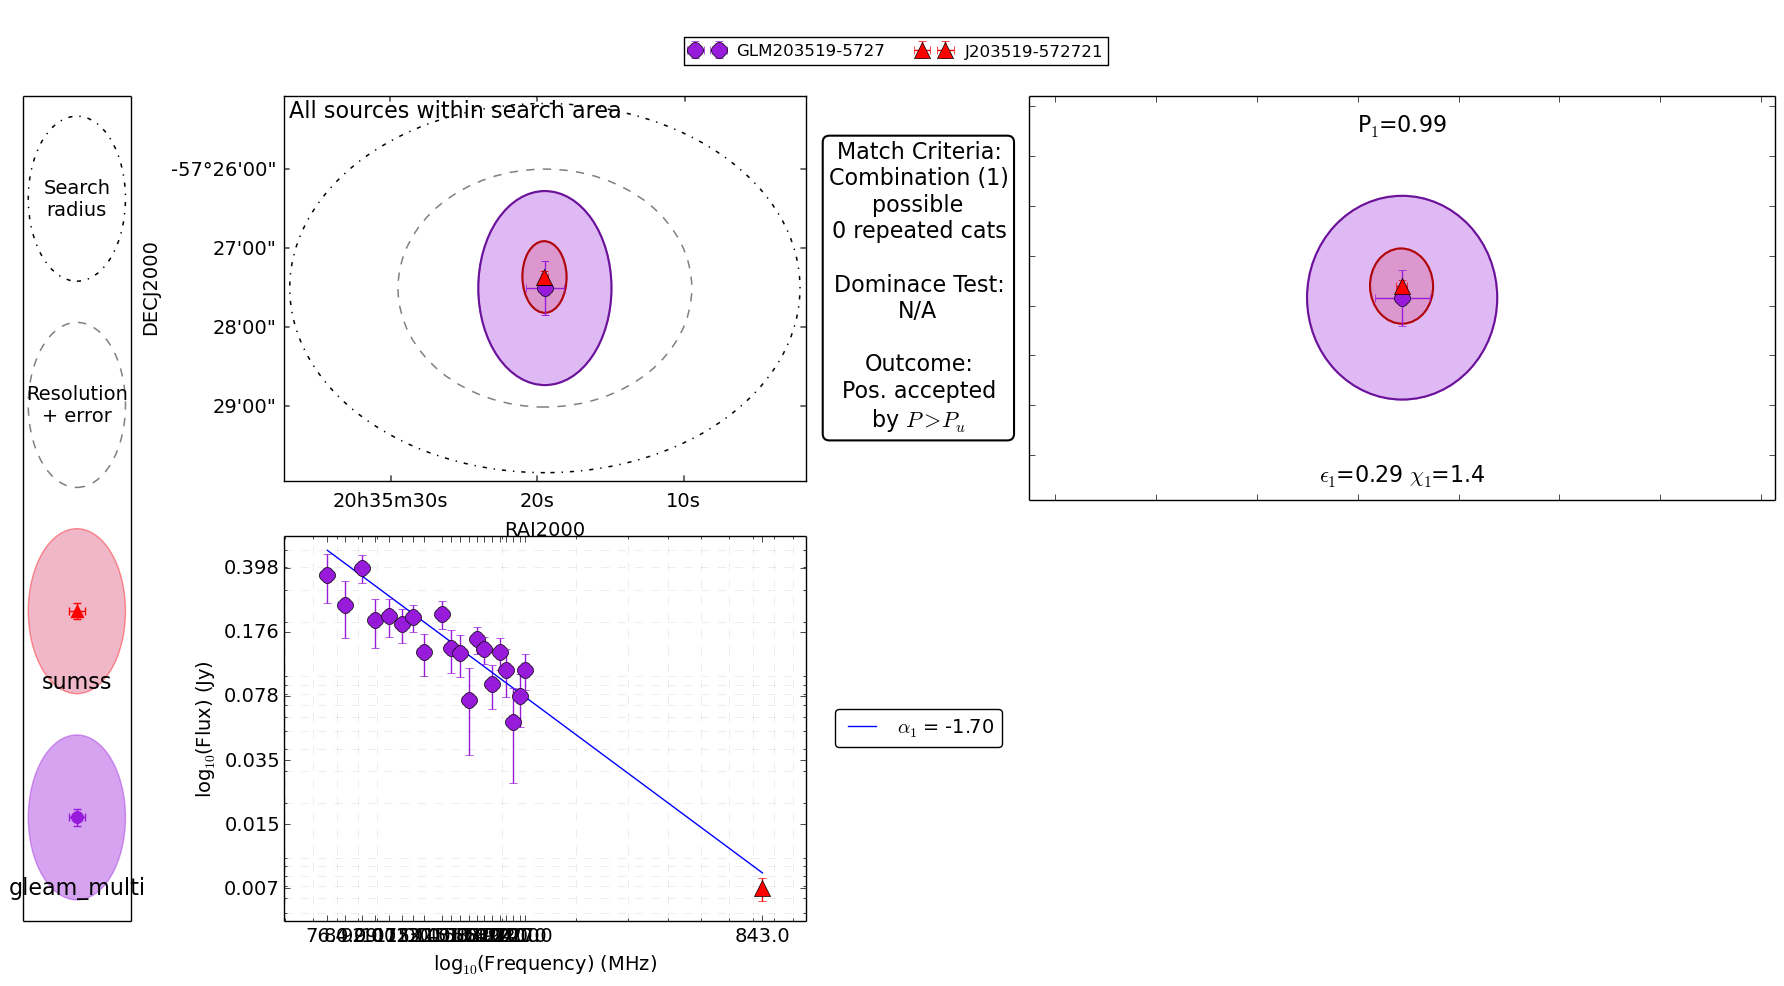 GLM203519-5727 J203519-572721
Search
radius
Resolution
+ error
sumss
gleam_multi
All sources within search area
DECJ2000
-57°26'00"
27'00"
28'00"
29'00"
20h35m30s 20s 10s
RAJ2000
Match Criteria:
Combination (1)
possible
0 repeated cats
Dominace Test:
N/A
Outcome:
Pos. accepted
by P>Pu
P1=0.99
ϵ1=0.29 χ1=1.4
log10(Flux) (Jy)
0.398
0.176
0.078
0.035
0.015
0.007
843.0
log10(Frequency) (MHz)
α1 = -1.70